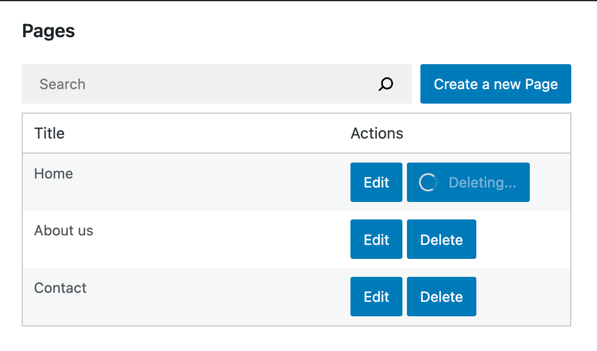 Pages
Search
Create a new Page
Title Actions
Home Edit Deleting...
About us Edit Delete
Contact Edit Delete